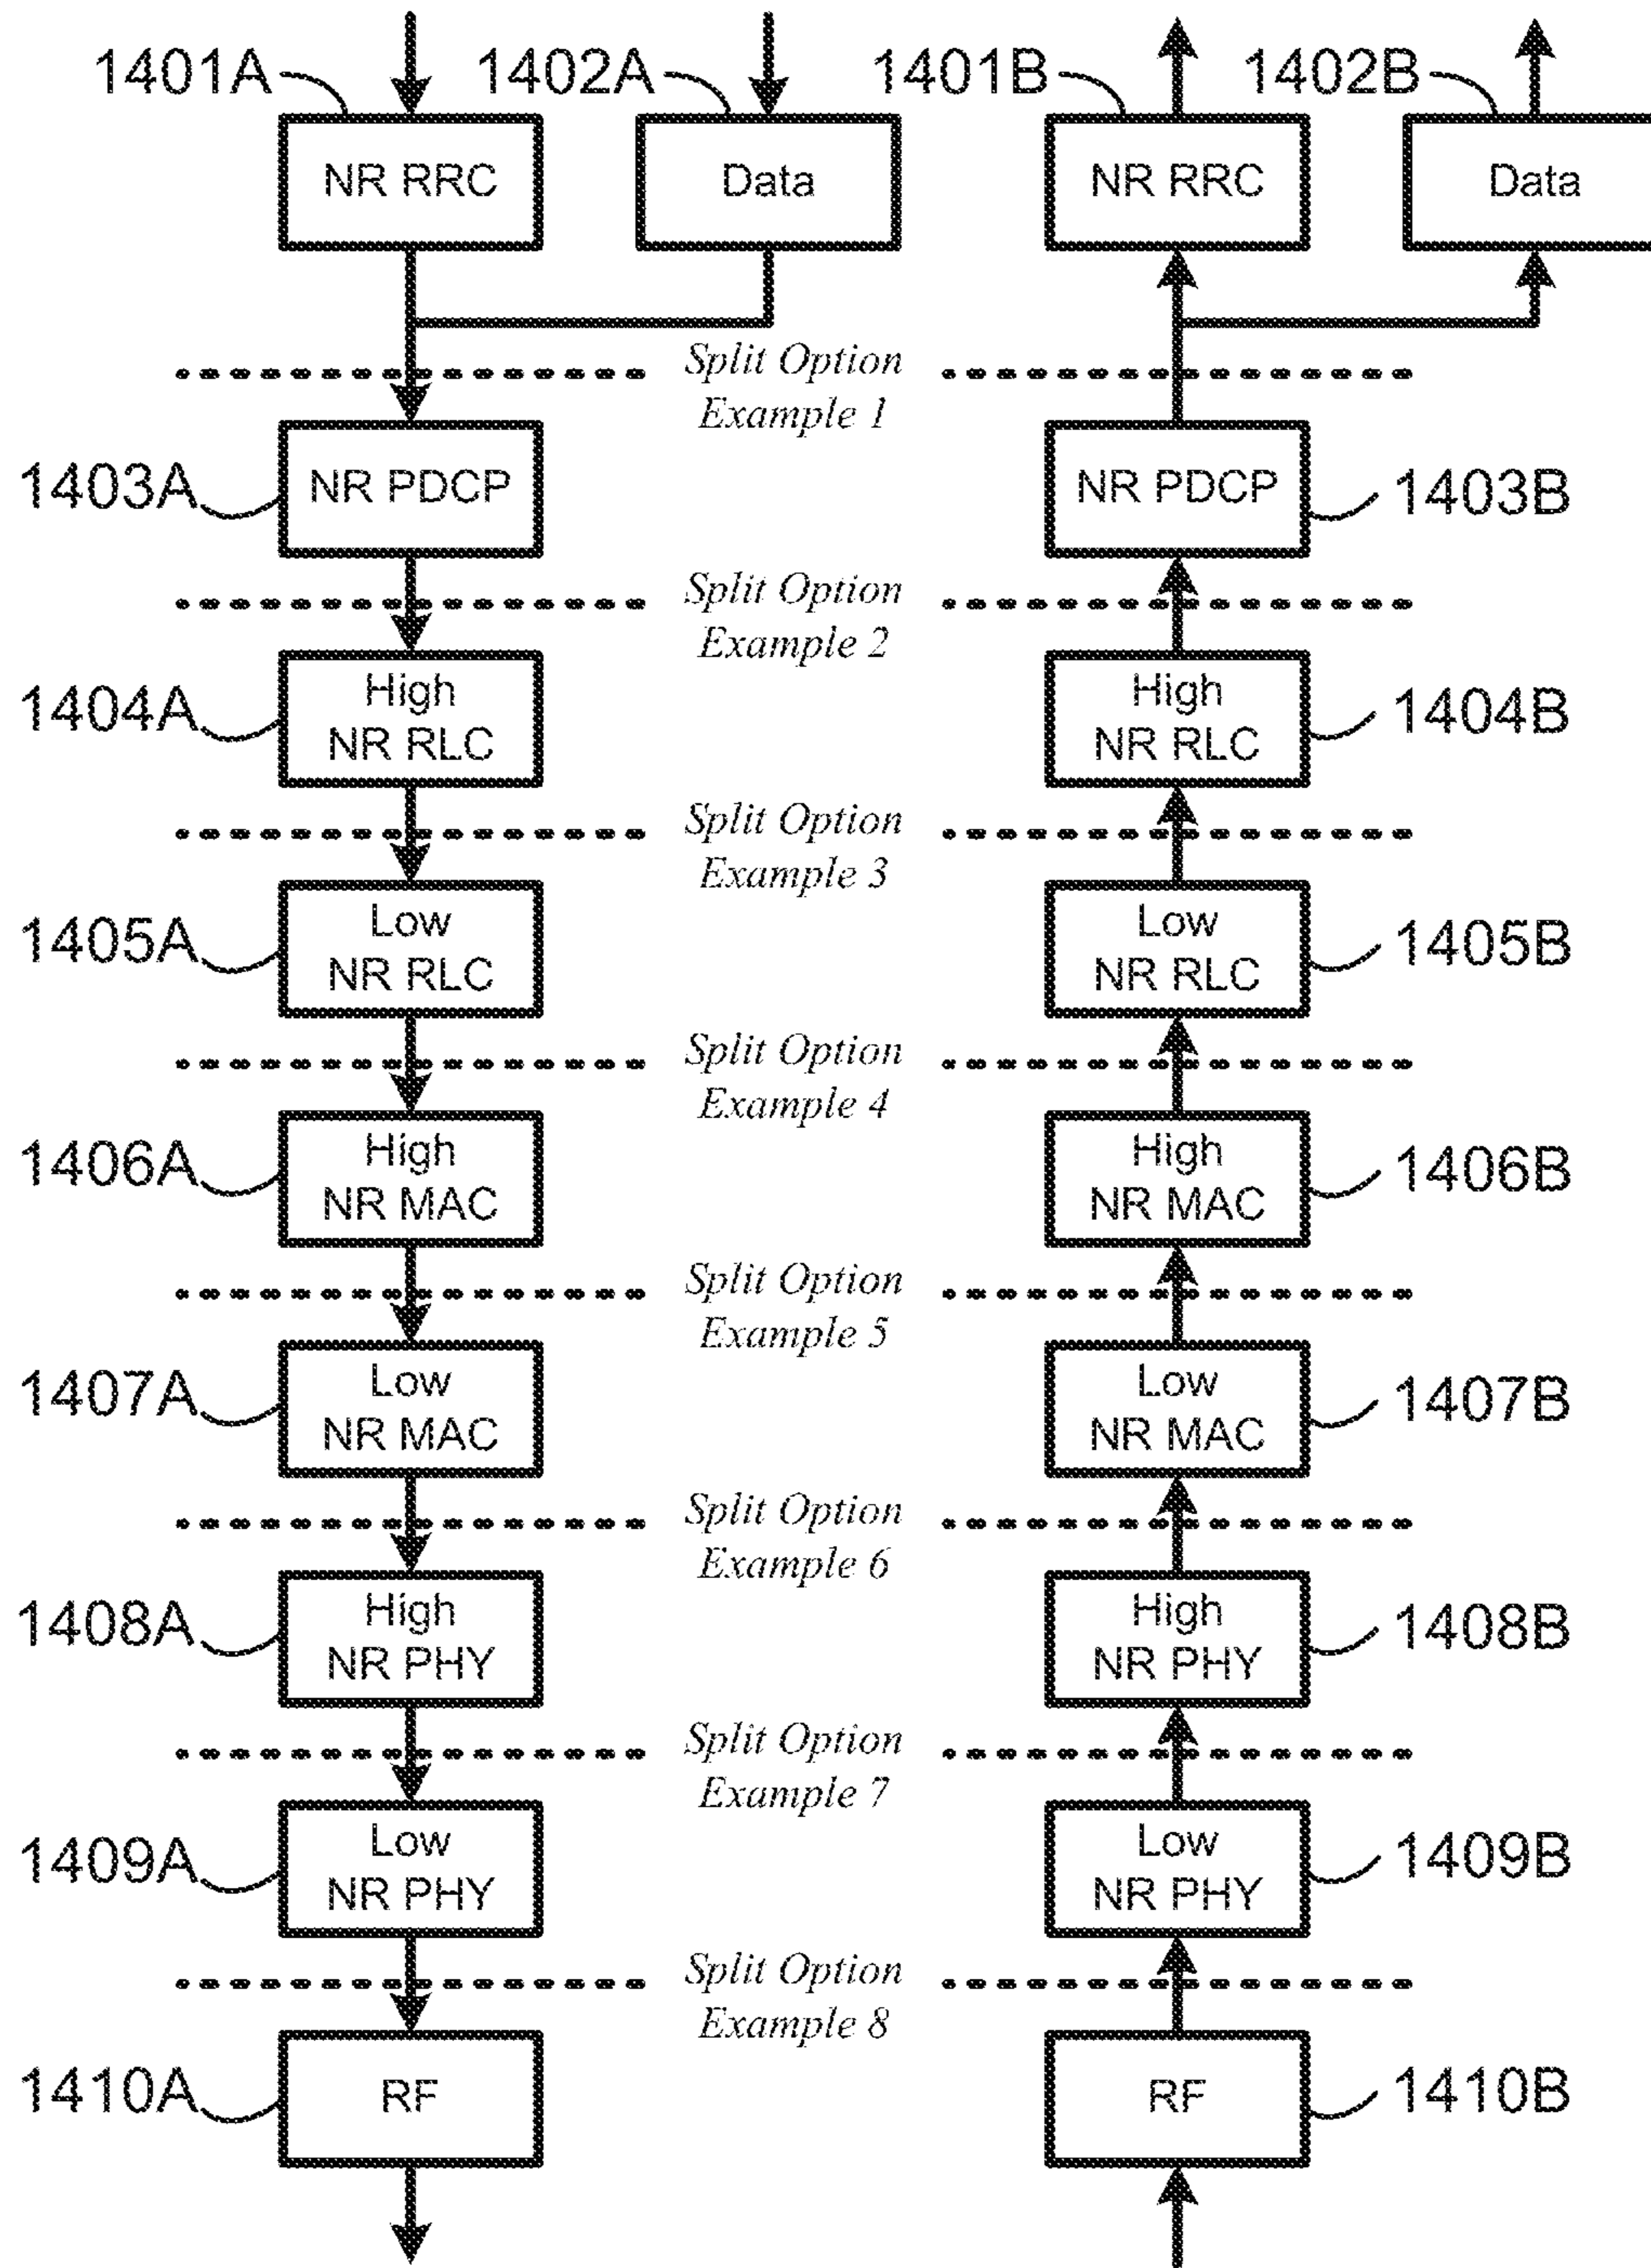 1401A 1402A 1401B 1402B
NR RRC Data NR RRC Data
Split Option
Example 1
1403A NR PDCP NR PDCP 1403B
Split Option
Example 2
1404A High NR RLC High NR RLC 1404B
Split Option
Example 3
1405A Low NR RLC Low NR RLC 1405B
Split Option
Example 4
1406A High NR MAC High NR MAC 1406B
Split Option
Example 5
1407A Low NR MAC Low NR MAC 1407B
Split Option
Example 6
1408A High NR PHY High NR PHY 1408B
Split Option
Example 7
1409A Low NR PHY Low NR PHY 1409B
Split Option
Example 8
1410A RF RF 1410B